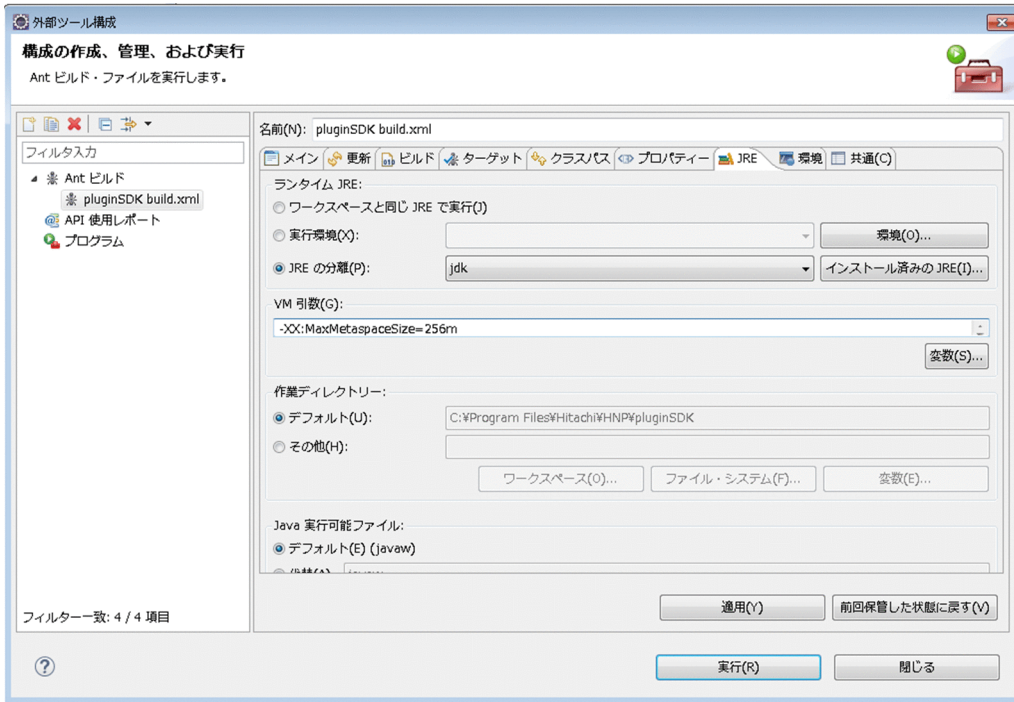 外部ツール構成
構成の作成、管理、および実行
Ant ビルド・ファイルを実行します。
フィルタ入力
Ant ビルド
pluginSDK build.xml
API 使用レポート
プログラム
フィルター一致: 4 / 4 項目
名前(N): pluginSDK build.xml
メイン 更新 ビルド ターゲット クラスパス プロパティー JRE 環境 共通(C)
ランタイム JRE:
ワークスペースと同じ JRE で実行(J)
実行環境(X): 環境(O)...
JRE の分離(P): jdk インストール済みの JRE(I)...
VM 引数(G):
-XX:MaxMetaspaceSize=256m
変数(S)...
作業ディレクトリー:
デフォルト(U): C:¥Program Files¥Hitachi¥HNP¥pluginSDK
その他(H):
ワークスペース(O)... ファイル・システム(F)... 変数(E)...
Java 実行可能ファイル:
デフォルト(E) (javaw)
適用(Y) 前回保管した状態に戻す(V)
実行(R) 閉じる